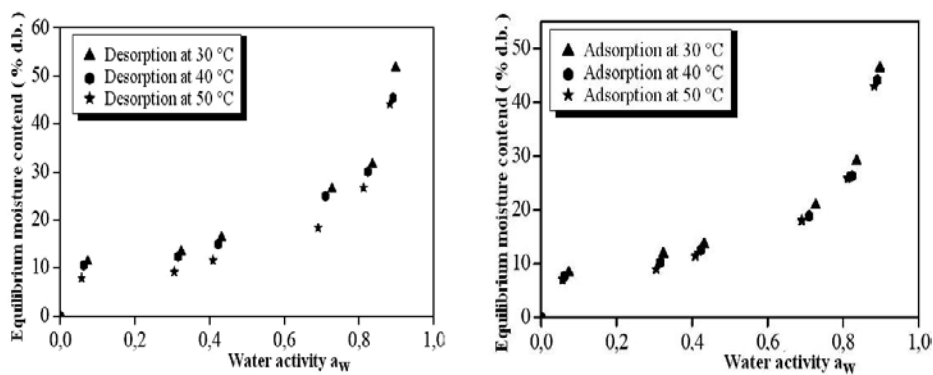 Equilibrium moisture contend ( % d.b.)
60
50
40
30
20
10
0
Desorption at 30 °C
Desorption at 40 °C
Desorption at 50 °C
0,0
0,2
0,4
0,6
0,8
1,0
Water activity aw
Equilibrium moisture contend ( % d.b.)
60
50
40
30
20
10
0
Adsorption at 30 °C
Adsorption at 40 °C
Adsorption at 50 °C
0,0
0,2
0,4
0,6
0,8
1,0
Water activity aw